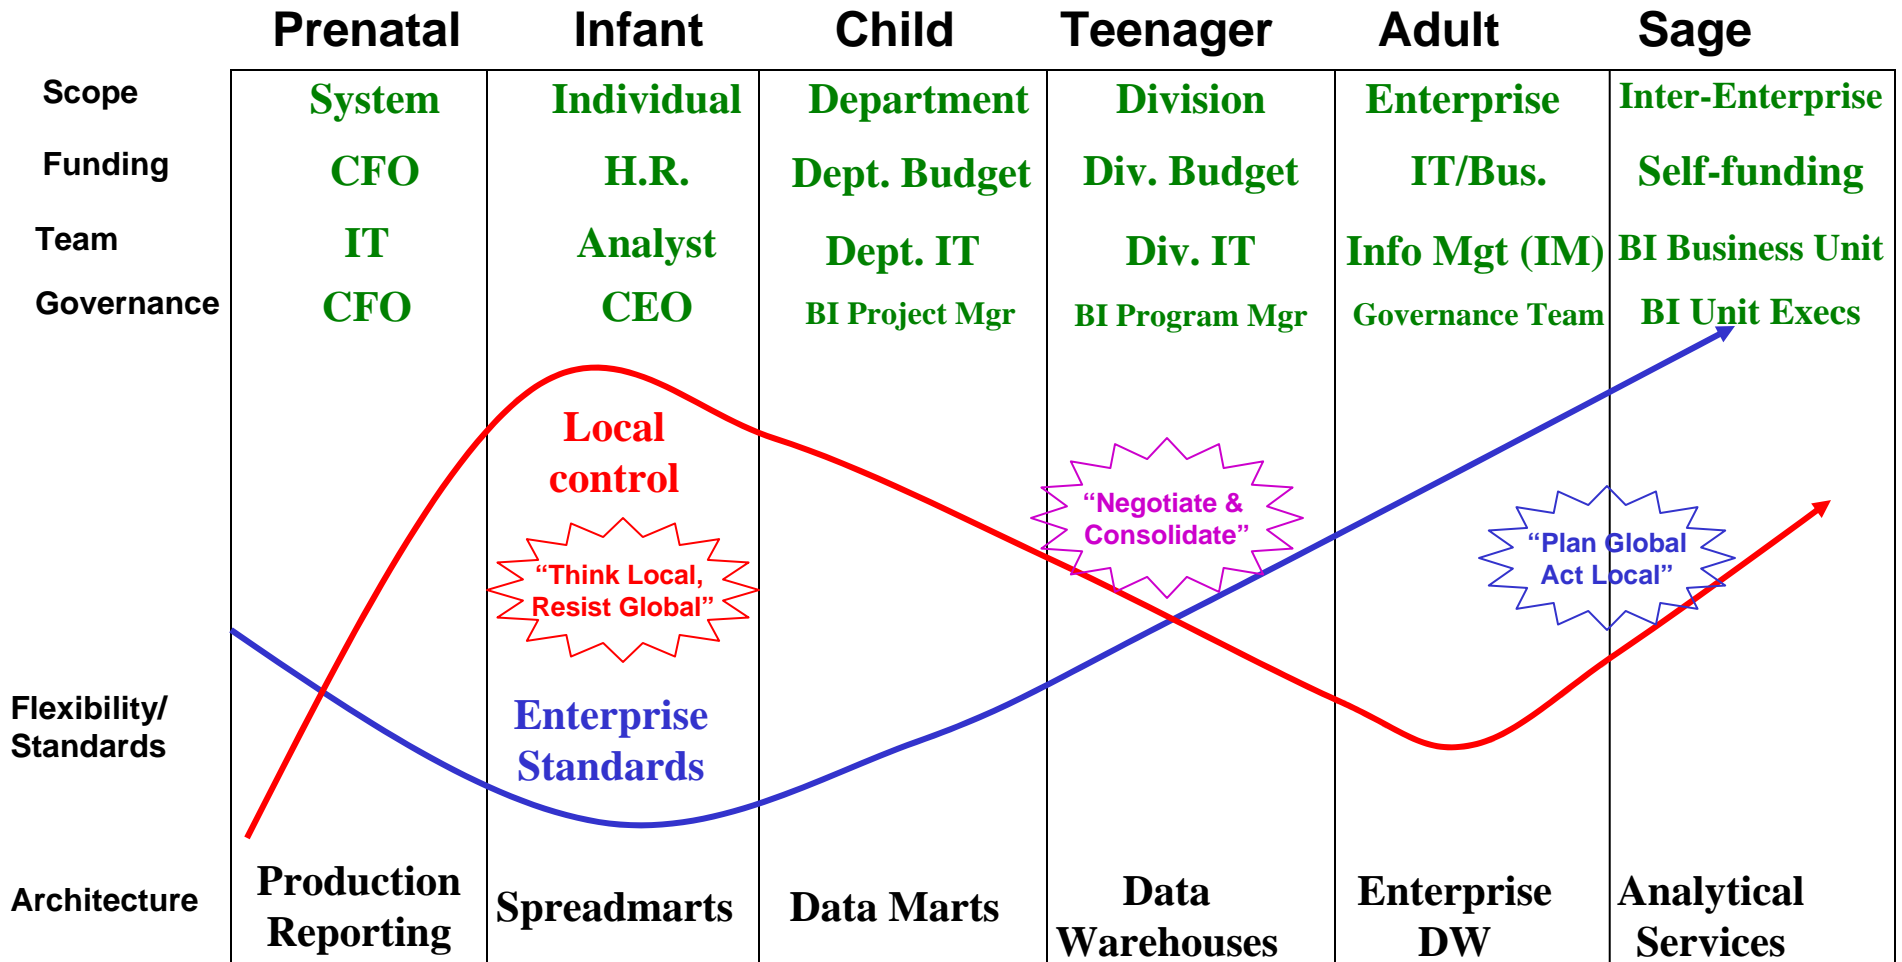 Prenatal Infant Child Teenager Adult Sage
Scope System Individual Department Division Enterprise Inter-Enterprise
Funding CFO H.R. Dept. Budget Div. Budget IT/Bus. Self-funding
Team IT Analyst Dept. IT Div. IT Info Mgt (IM) BI Business Unit
Governance CFO CEO BI Project Mgr BI Program Mgr Governance Team BI Unit Execs
Local
control
“Think Local,
Resist Global”
“Negotiate &
Consolidate”
“Plan Global
Act Local”
Flexibility/
Standards
Enterprise
Standards
Architecture
Production
Reporting
Spreadmarts
Data Marts
Data
Warehouses
Enterprise
DW
Analytical
Services